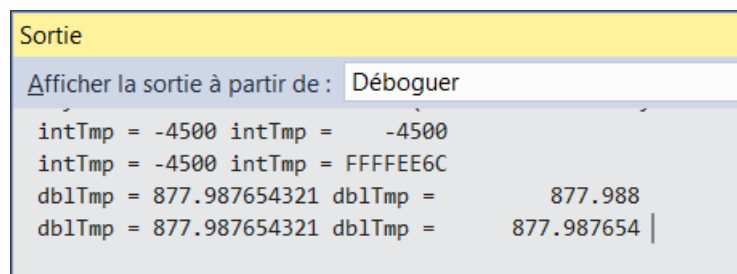 Sortie
Afficher la sortie à partir de : Déboguer
intTmp = -4500 intTmp =    -4500
intTmp = -4500 intTmp = FFFFEE6C
dblTmp = 877.987654321 dblTmp =         877.988
dblTmp = 877.987654321 dblTmp =      877.987654